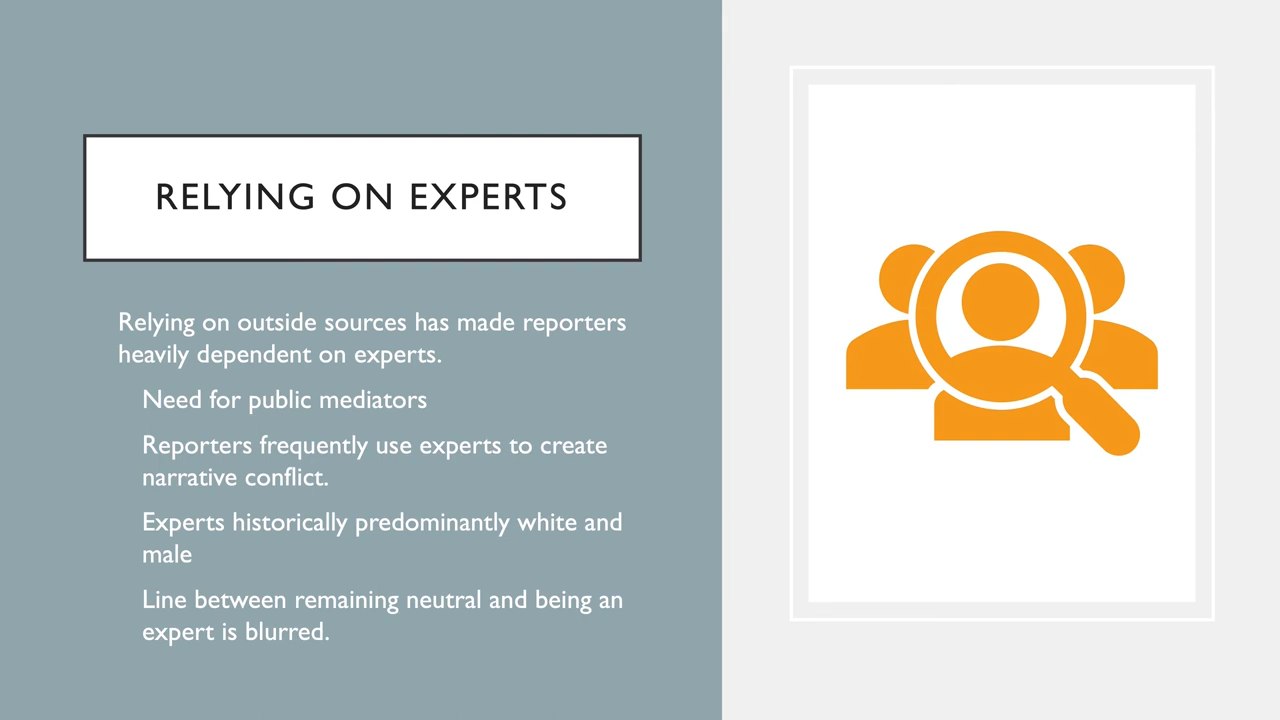 RELYING ON EXPERTS
Relying on outside sources has made reporters
heavily dependent on experts.
Need for public mediators
Reporters frequently use experts to create
narrative conflict.
Experts historically predominantly white and
male
Line between remaining neutral and being an
expert is blurred.